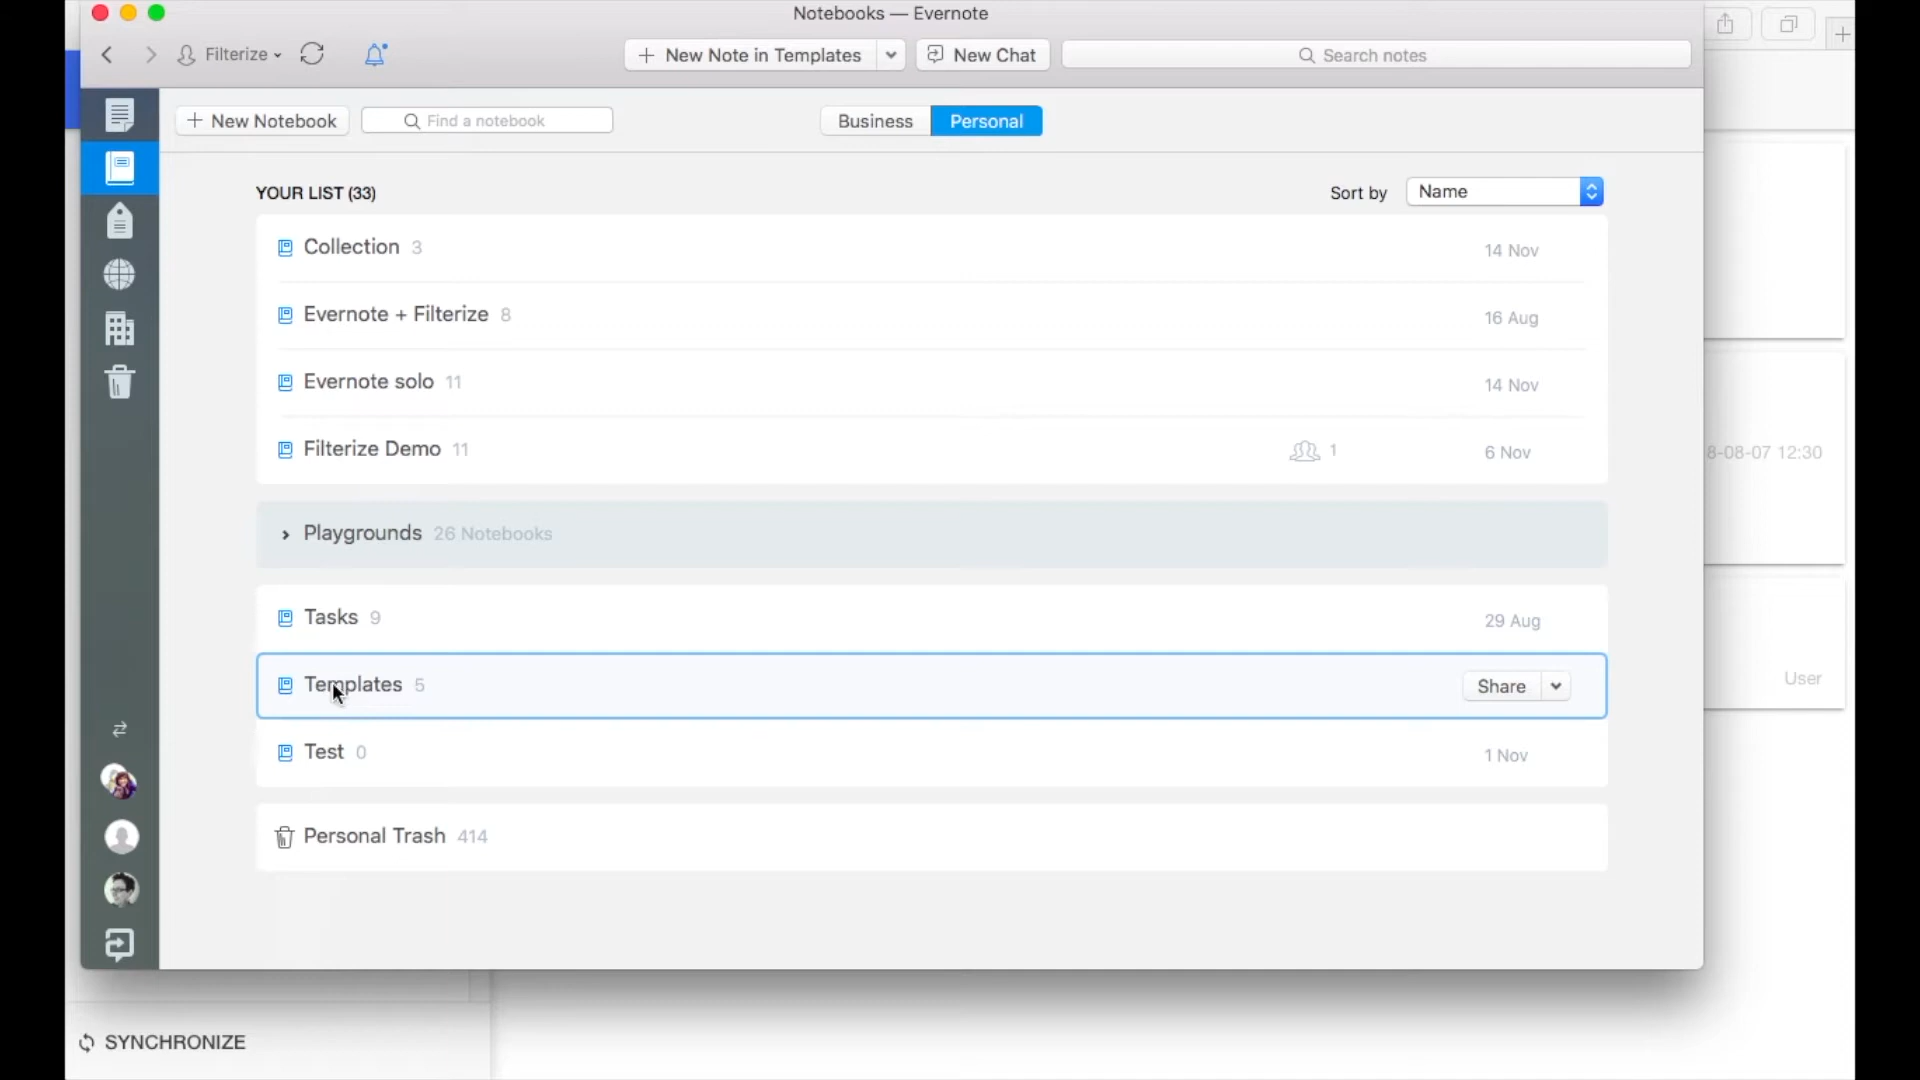 Notebooks — Evernote
Filterize
New Note in Templates
New Chat
Search notes
New Notebook
Find a notebook
Business
Personal
YOUR LIST (33)
Sort by
Name
Collection 3
14 Nov
Evernote + Filterize 8
16 Aug
Evernote solo 11
14 Nov
Filterize Demo 11
1
6 Nov
8-08-07 12:30
Playgrounds 26 Notebooks
Tasks 9
29 Aug
Templates 5
Share
User
Test 0
1 Nov
Personal Trash 414
SYNCHRONIZE